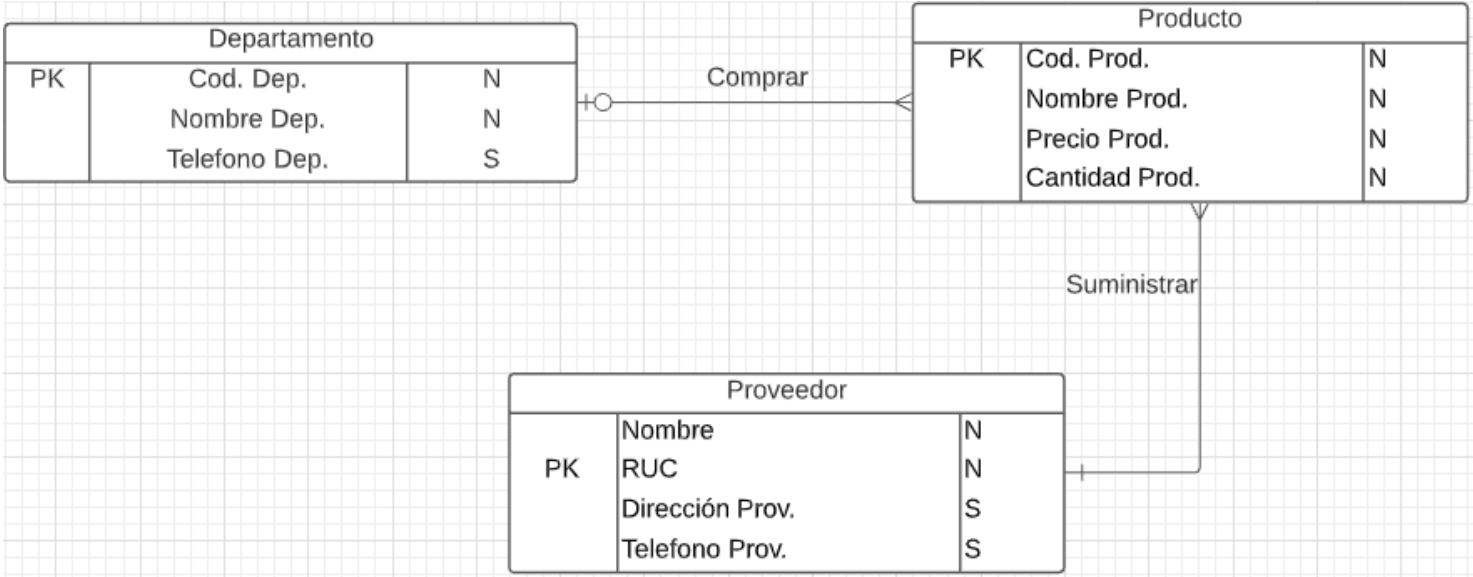 Departamento
PK Cod. Dep. N
Nombre Dep. N
Telefono Dep. S
Comprar
Producto
PK Cod. Prod. N
Nombre Prod. N
Precio Prod. N
Cantidad Prod. N
Suministrar
Proveedor
Nombre N
PK RUC N
Dirección Prov. S
Telefono Prov. S